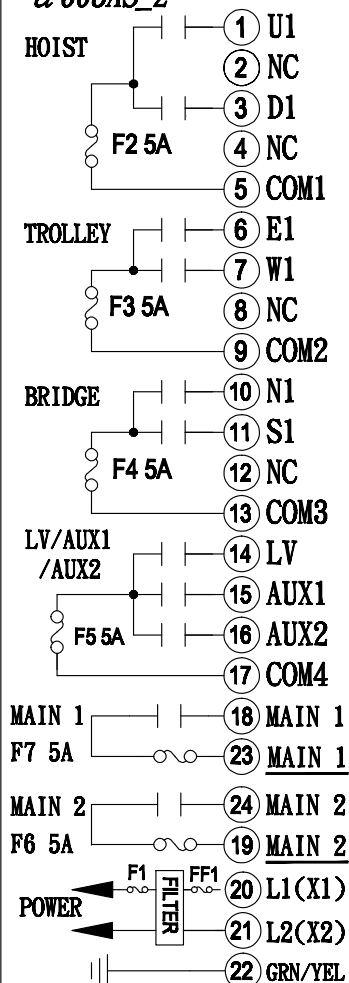 HOIST
1 U1
2 NC
3 D1
F2 5A
4 NC
5 COM1
TROLLEY
6 E1
7 W1
F3 5A
8 NC
9 COM2
BRIDGE
10 N1
11 S1
F4 5A
12 NC
13 COM3
LV/AUX1
/AUX2
14 LV
15 AUX1
F5 5A
16 AUX2
17 COM4
MAIN 1
18 MAIN 1
F7 5A
23 MAIN 1
MAIN 2
24 MAIN 2
F6 5A
19 MAIN 2
POWER
F1
FILTER
FF1
20 L1(X1)
21 L2(X2)
22 GRN/YEL